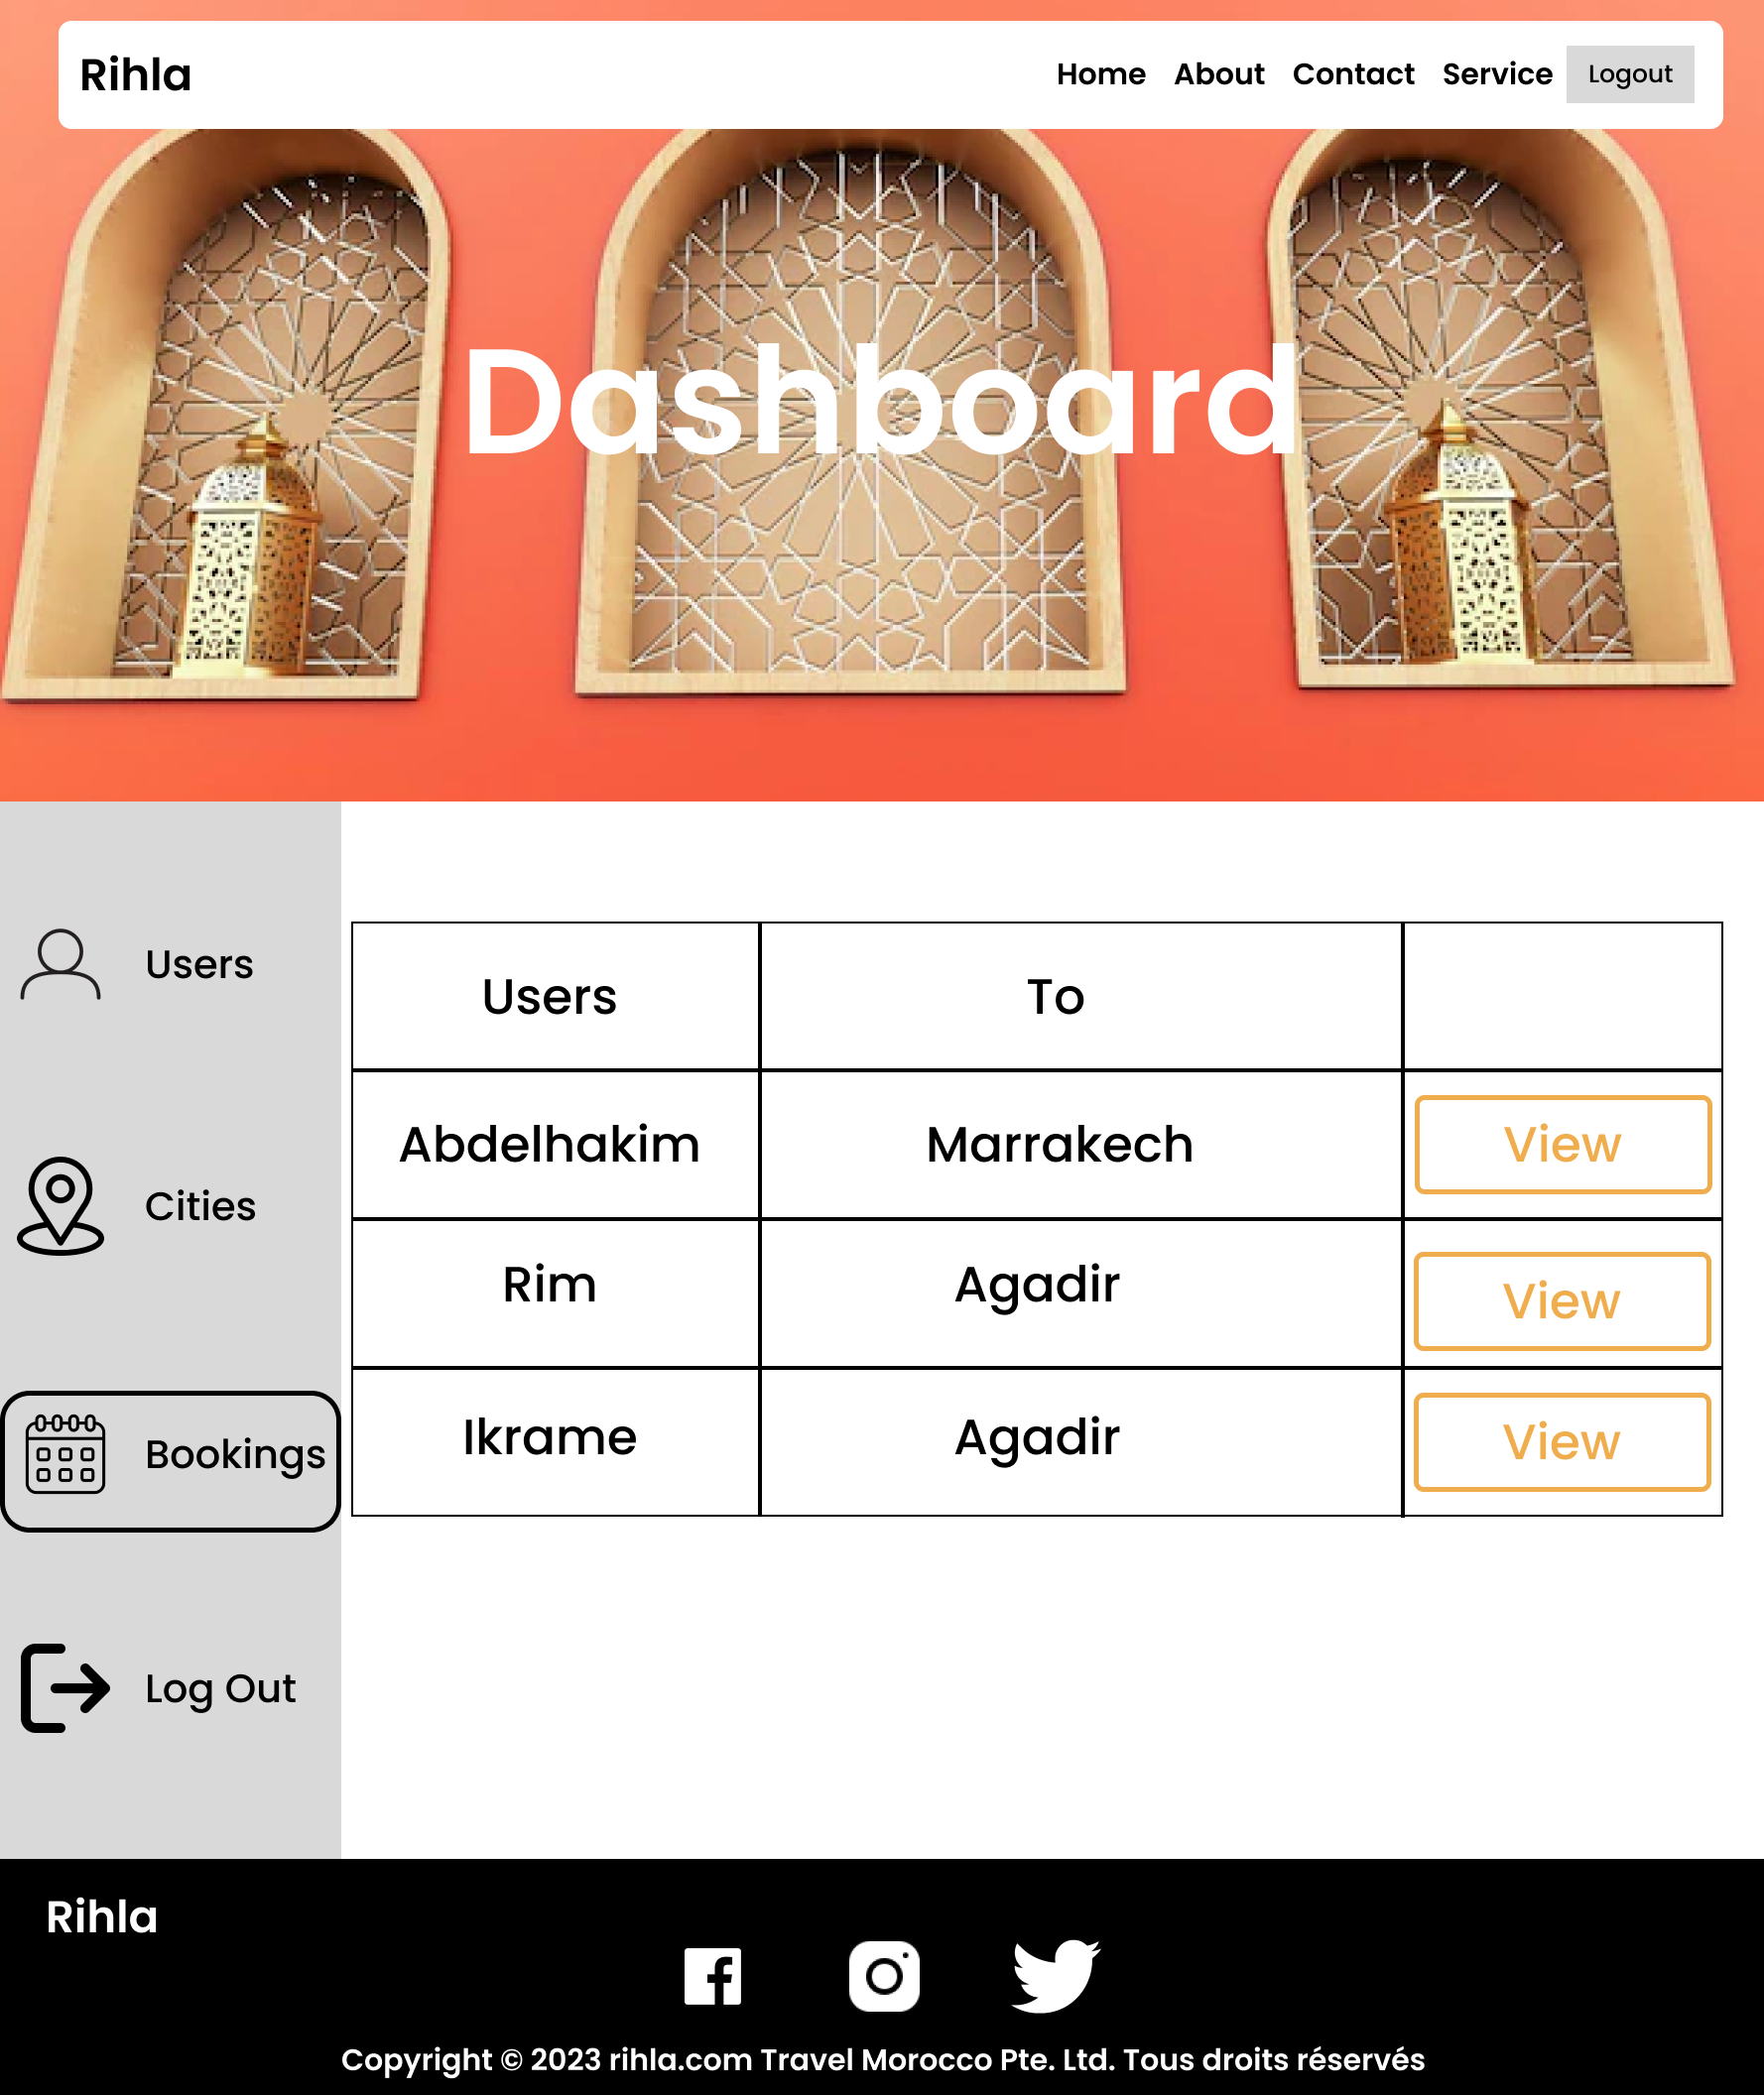 Rihla
Home About Contact Service Logout
Dashboard
Users
Cities
Bookings
Log Out
Users To
Abdelhakim Marrakech View
Rim Agadir View
Ikrame Agadir View
Rihla
Copyright © 2023 rihla.com Travel Morocco Pte. Ltd. Tous droits réservés